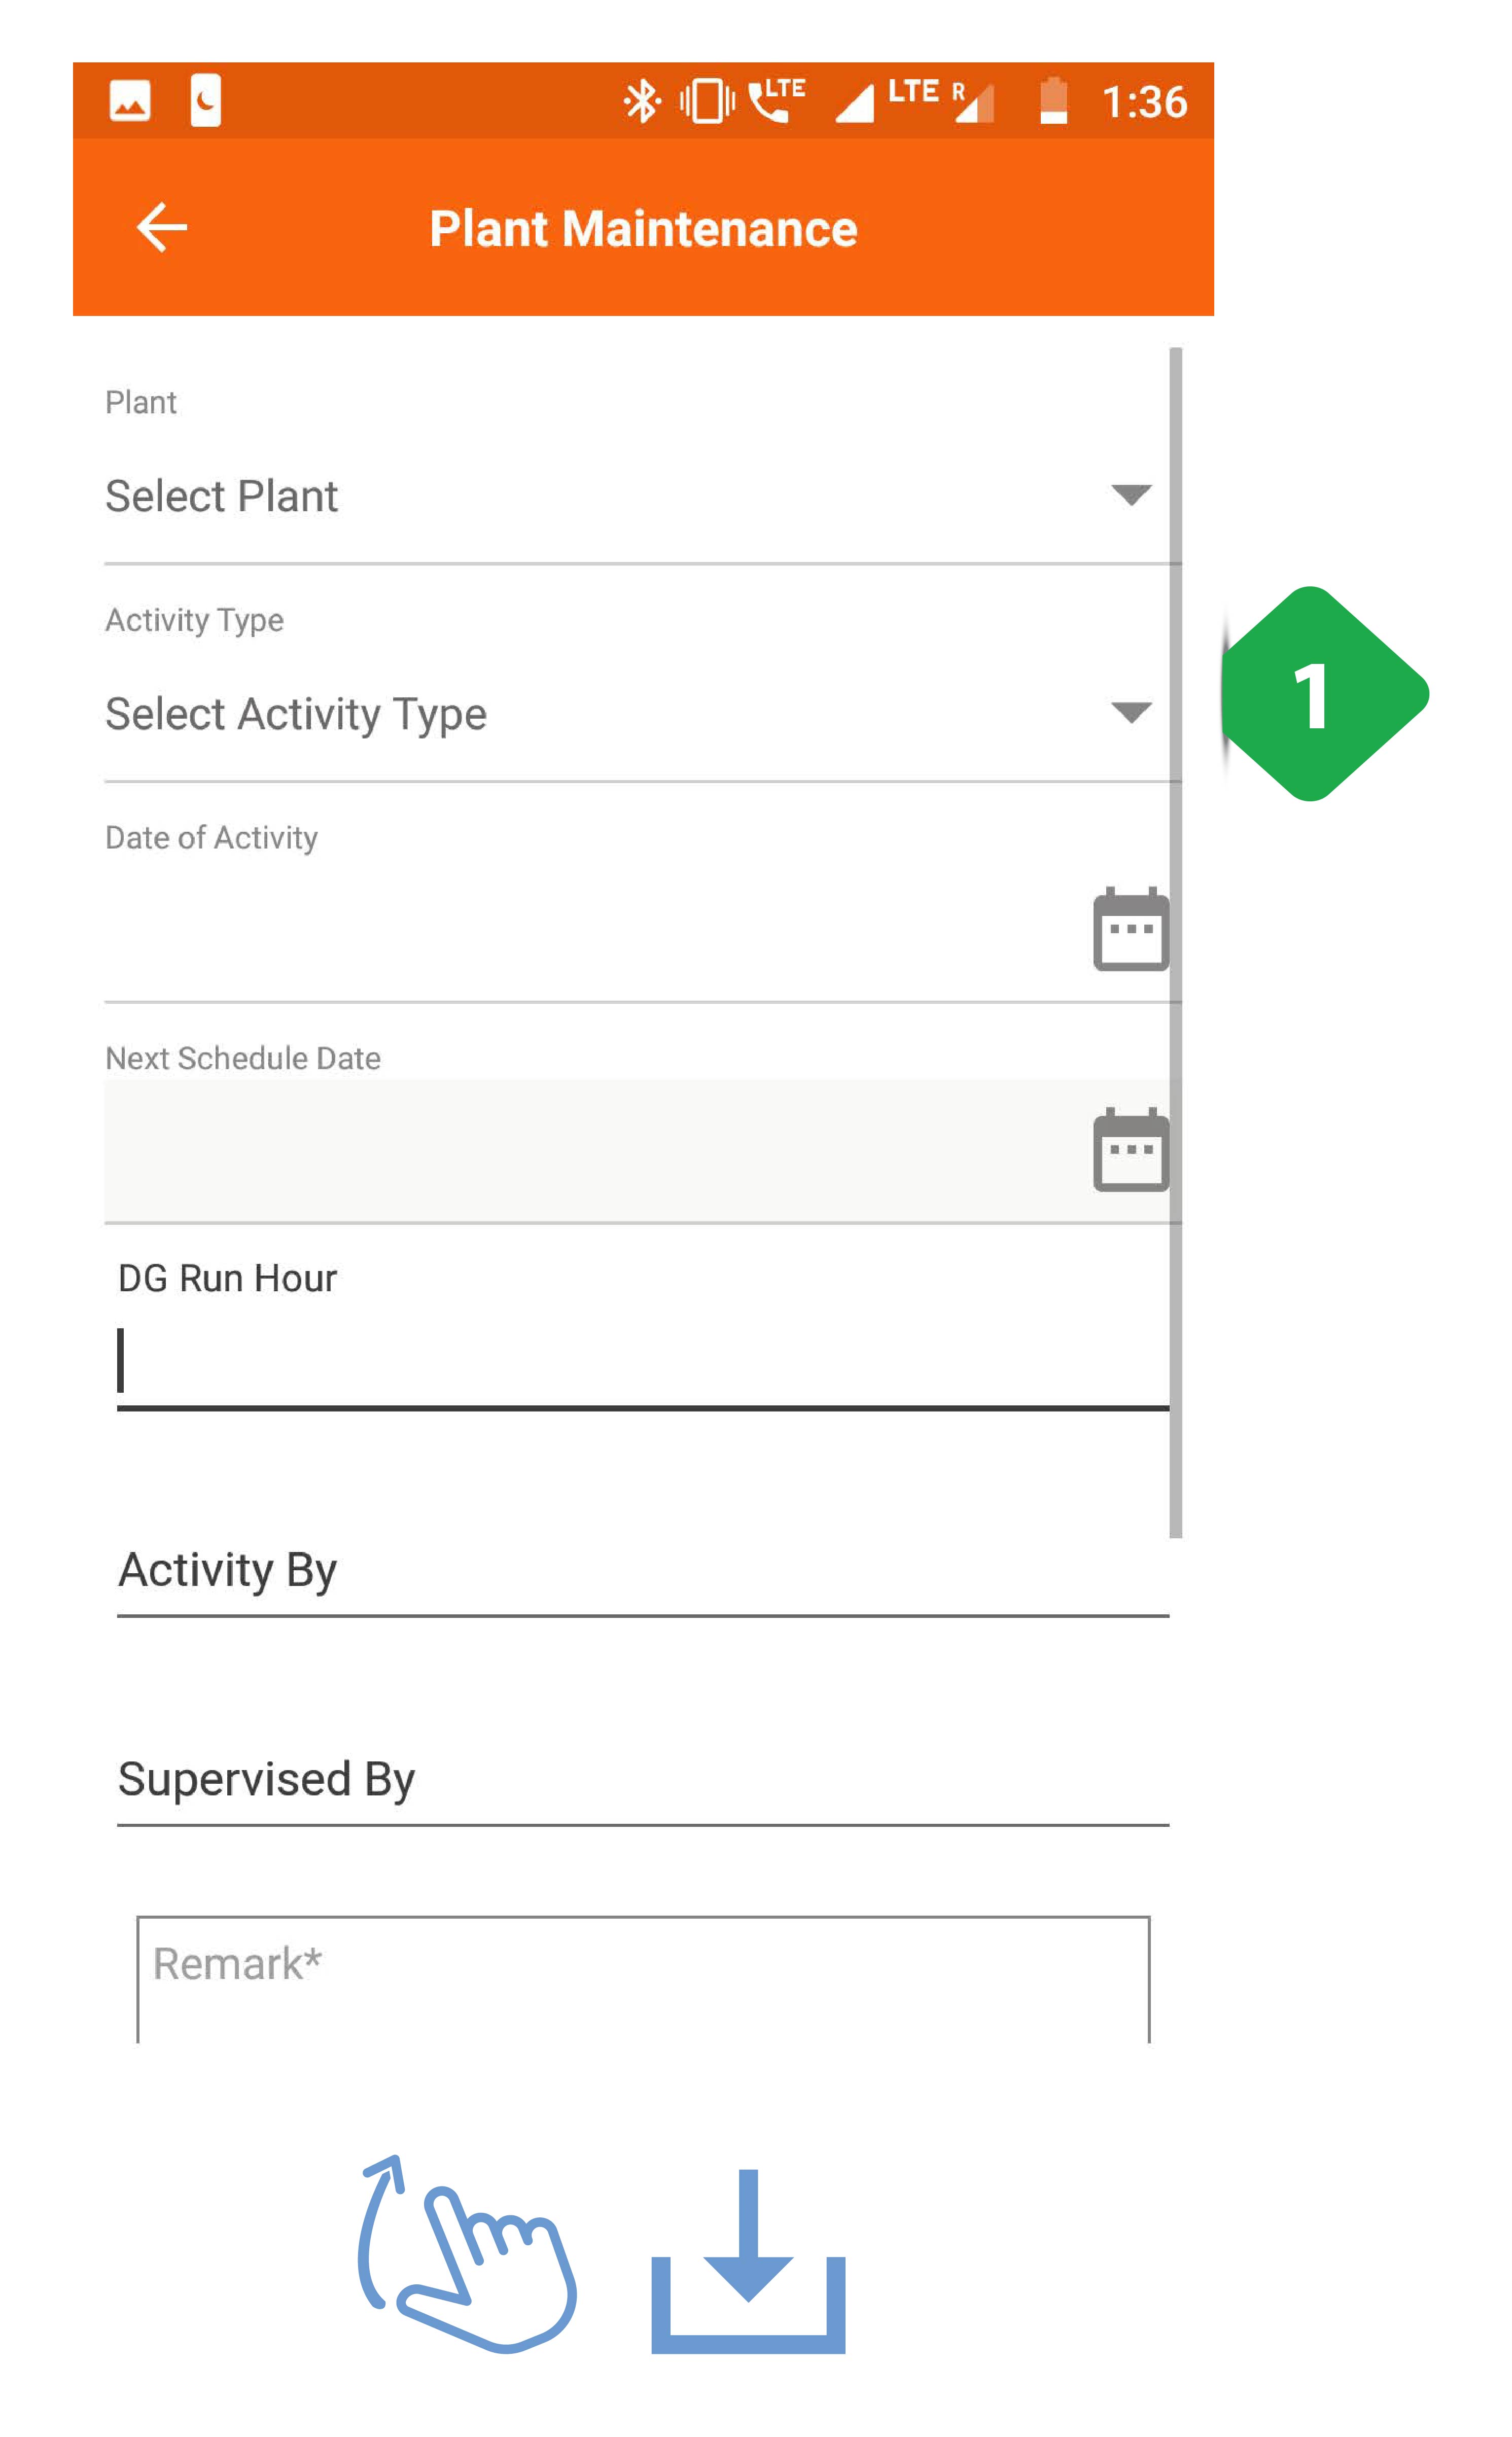 LTE LTE R 1:36
Plant Maintenance
Plant
Select Plant
Activity Type
Select Activity Type
1
Date of Activity
Next Schedule Date
DG Run Hour
Activity By
Supervised By
Remark*